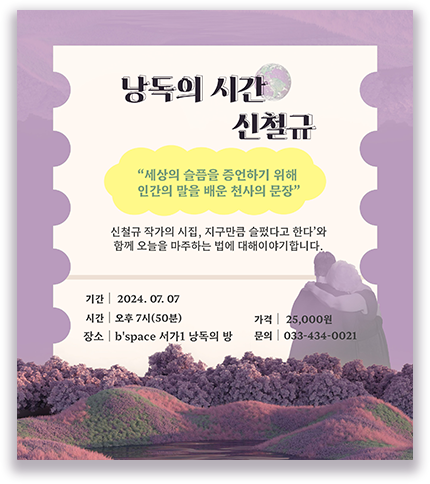 낭독의 시간
신철규
“세상의 슬픔을 증언하기 위해
인간의 말을 배운 천사의 문장”
신철규 작가의 시집, 지구만큼 슬펐다고 한다'와
함께 오늘을 마주하는 법에 대해이야기합니다.
기간 | 2024. 07. 07
시간 | 오후 7시(50분)
가격 | 25,000원
장소 | b'space 서가1 낭독의 방
문의 | 033-434-0021